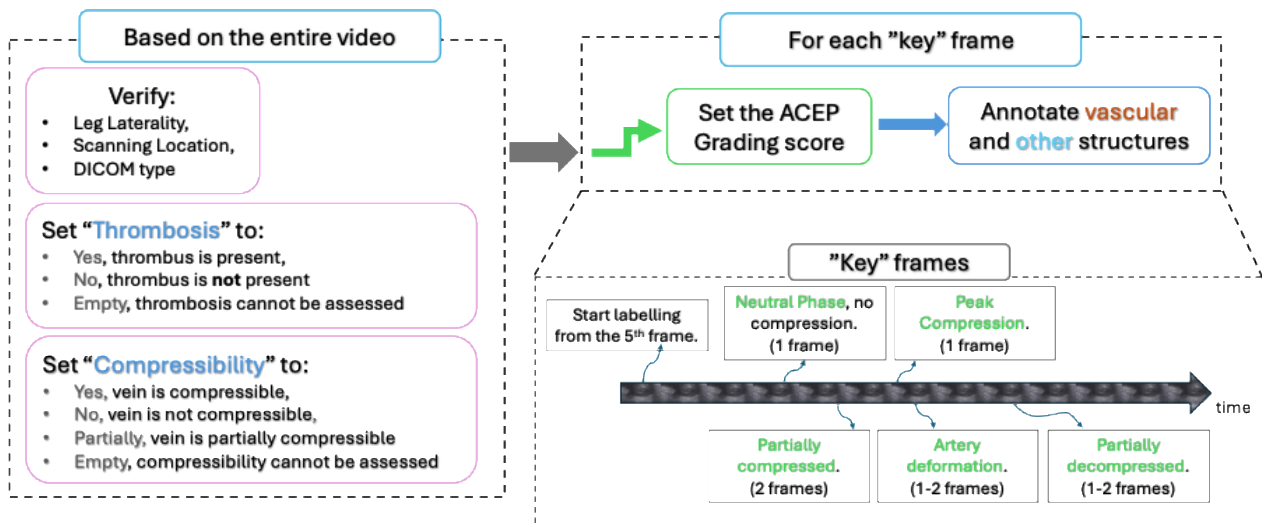 Based on the entire video
Verify:
• Leg Laterality,
• Scanning Location,
• DICOM type
Set “Thrombosis” to:
• Yes, thrombus is present,
• No, thrombus is not present
• Empty, thrombosis cannot be assessed
Set “Compressibility” to:
• Yes, vein is compressible,
• No, vein is not compressible,
• Partially, vein is partially compressible
• Empty, compressibility cannot be assessed
For each ”key” frame
Set the ACEP
Grading score
Annotate vascular
and other structures
”Key” frames
Start labelling
from the 5th frame.
Neutral Phase, no
compression.
(1 frame)
Peak
Compression.
(1 frame)
time
Partially
compressed.
(2 frames)
Artery
deformation.
(1-2 frames)
Partially
decompressed.
(1-2 frames)